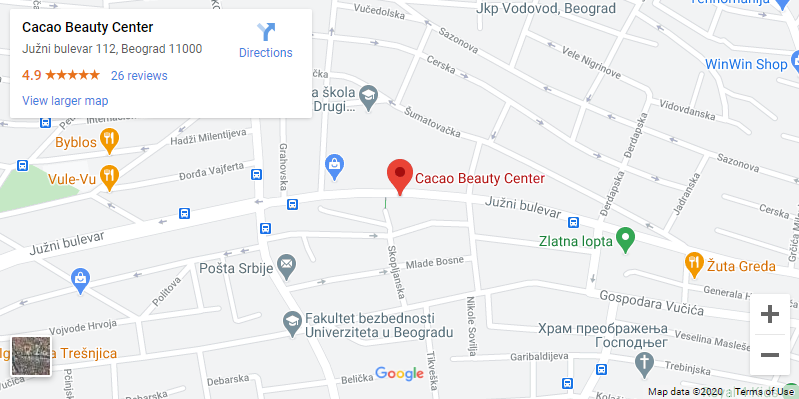 Cacao Beauty Center
Južni bulevar 112, Beograd 11000
4.9
26 reviews
Directions
View larger map
Vučedolska
Jkp Vodovod, Beograd
Sazonova
Cerska
Vele Nigrinove
WinWin Shop
Vidovdanska
škola
Drugi...
Šumatovačka
Đerdapska
Sazonova
Byblos
Hadži Milentijeva
Grahovska
Vule-Vu
Đorđa Vajferta
Cacao Beauty Center
Đerdapska
Jadranska
Južni bulevar
Južni bulevar
Cerska
Zlatna lopta
Skopljanska
Pošta Srbije
Mlade Bosne
Žuta Greda
Politova
Generala
Gospodara Vučića
Nikole Sovilja
Vojvode Hrvoja
Fakultet bezbednosti
Univerziteta u Beogradu
Храм преображења
Господњег
Veselina Masleše
Trešnjica
Tikveška
Garibaldijeva
Trebinjska
Pčinjska
Debarska
Debarska
Belička
Google
Kolašinska
Map data ©2020
Terms of Use